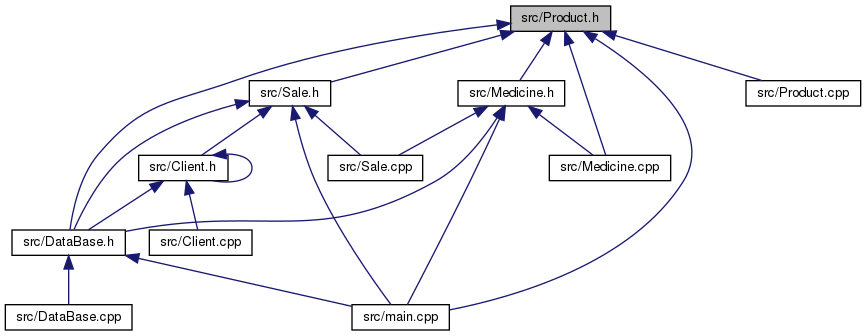 src/Product.h
src/Sale.h
src/Medicine.h
src/Product.cpp
src/Client.h
src/Sale.cpp
src/Medicine.cpp
src/DataBase.h
src/Client.cpp
src/DataBase.cpp
src/main.cpp